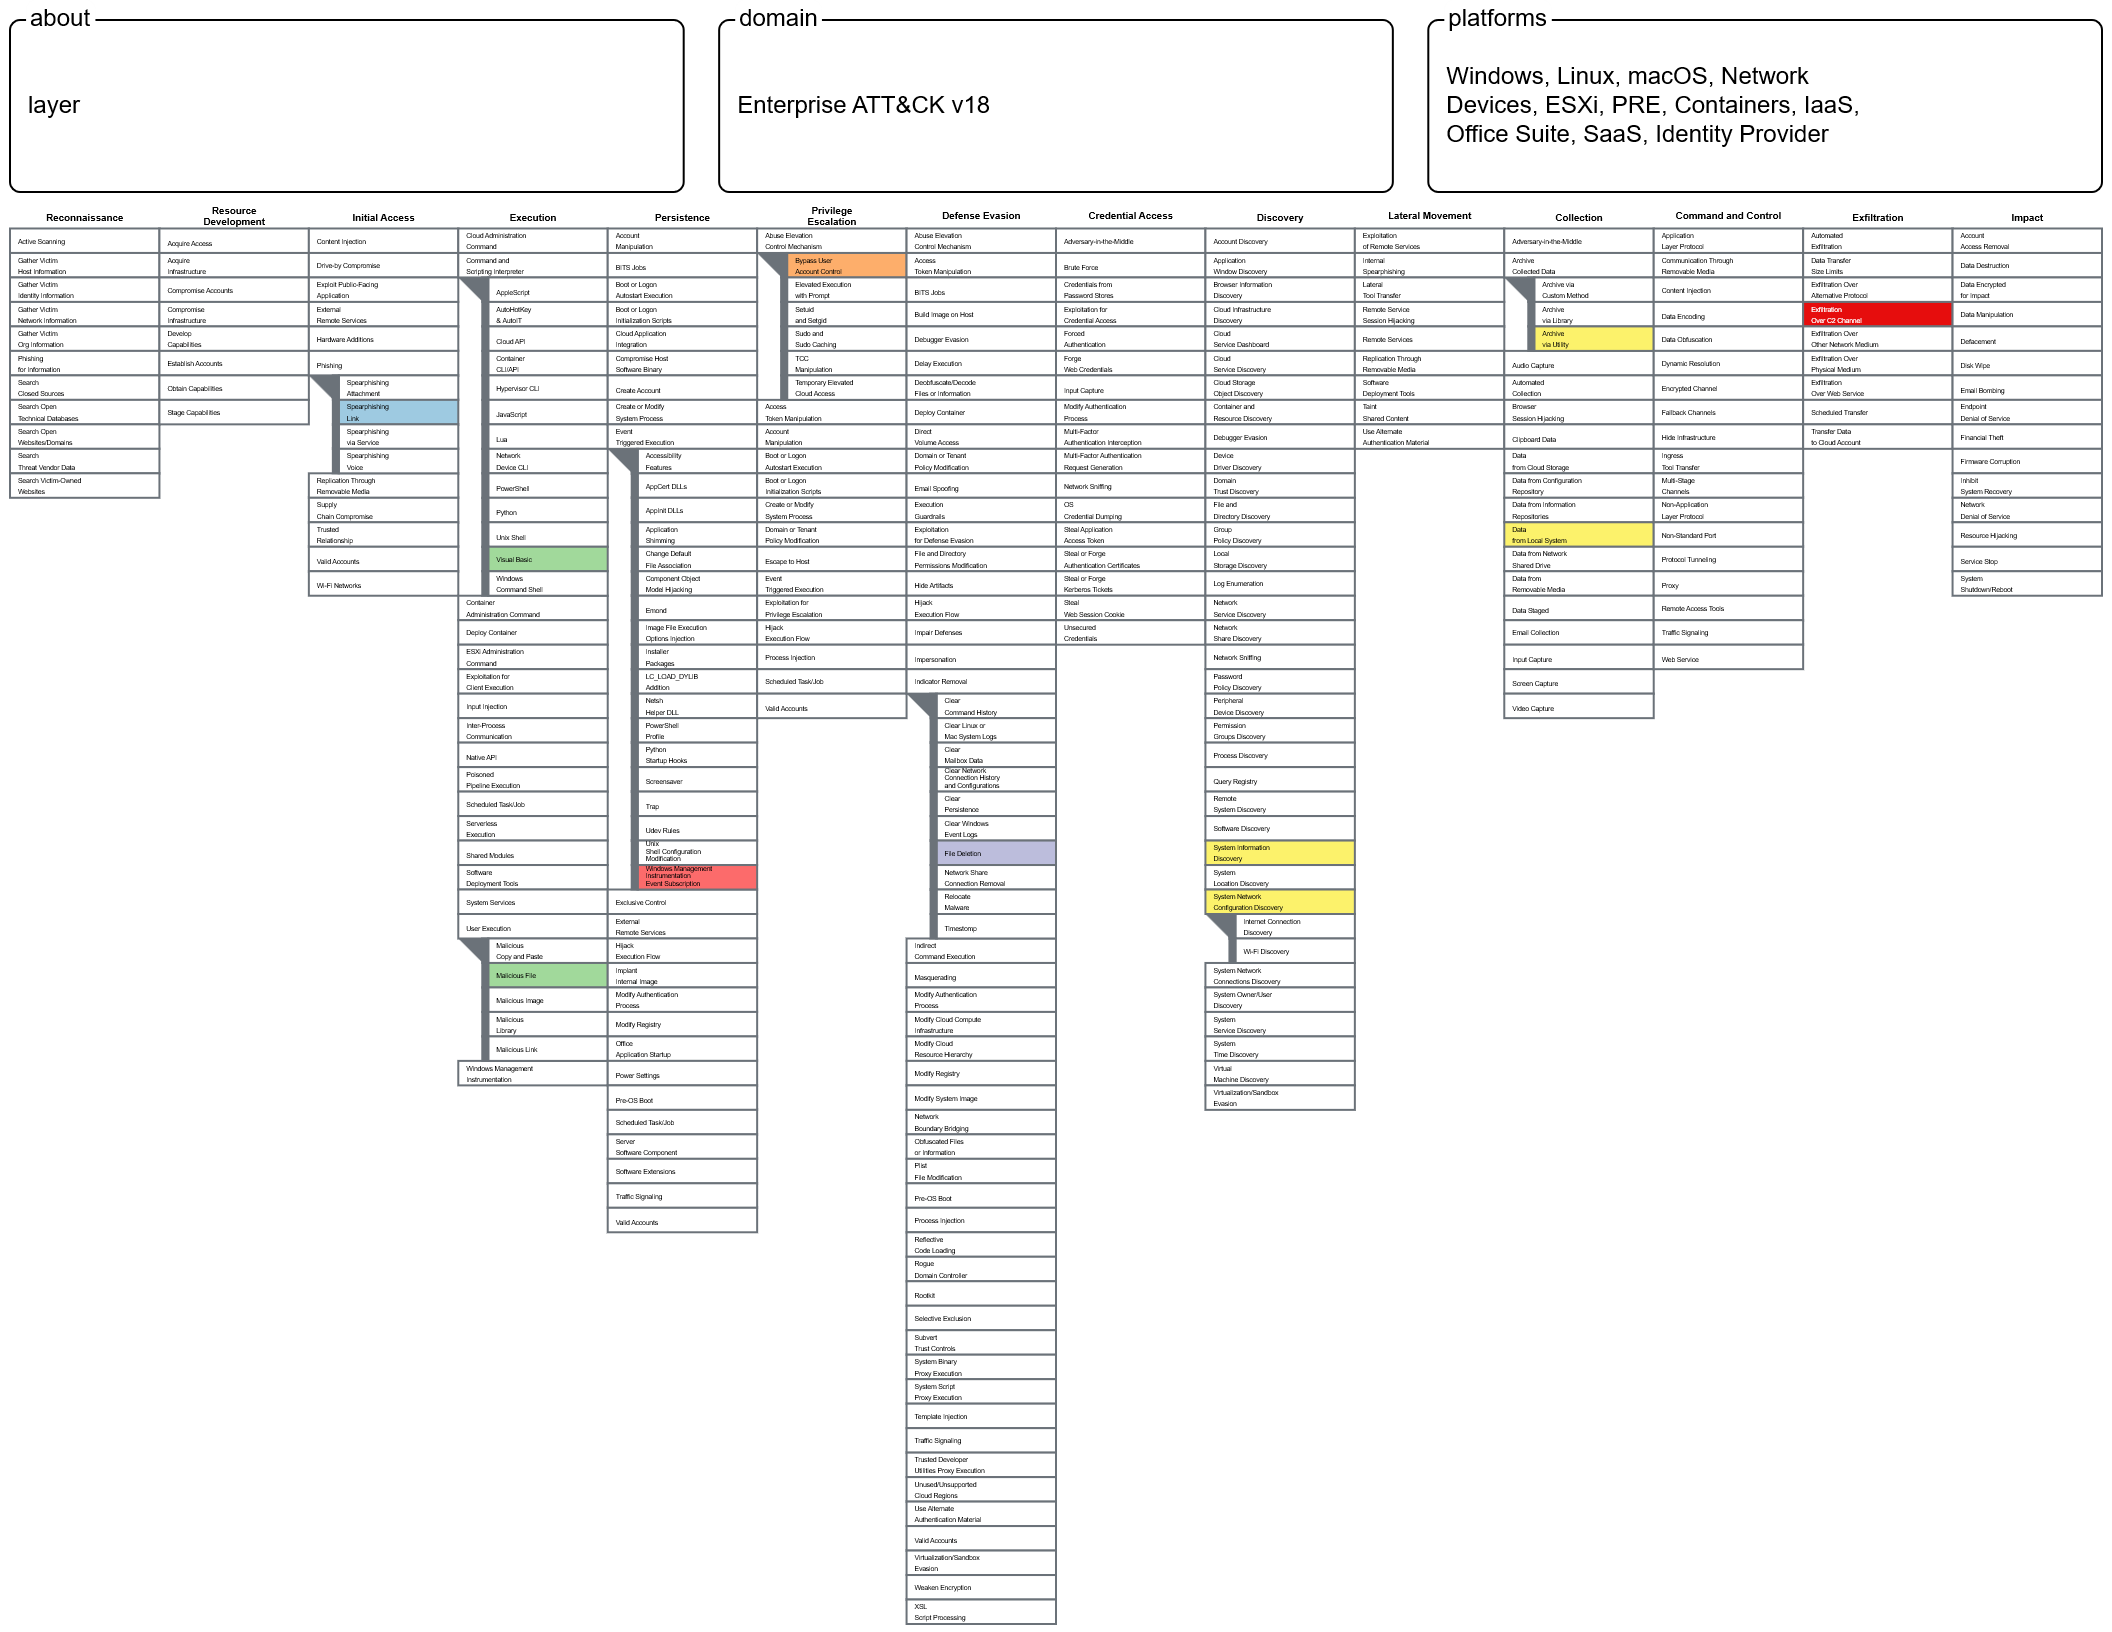 about
layer
domain
Enterprise ATT&CK v18
platforms
Windows, Linux, macOS, Network
Devices, ESXi, PRE, Containers, IaaS,
Office Suite, SaaS, Identity Provider
Reconnaissance
Active Scanning
Gather Victim
Host Information
Gather Victim
Identity Information
Gather Victim
Network Information
Gather Victim
Org Information
Phishing
for Information
Search
Closed Sources
Search Open
Technical Databases
Search Open
Websites/Domains
Search
Threat Vendor Data
Search Victim-Owned
Websites
Resource
Development
Acquire Access
Acquire
Infrastructure
Compromise Accounts
Compromise
Infrastructure
Develop
Capabilities
Establish Accounts
Obtain Capabilities
Stage Capabilities
Initial Access
Content Injection
Drive-by Compromise
Exploit Public-Facing
Application
External
Remote Services
Hardware Additions
Phishing
Spearphishing
Attachment
Spearphishing
Link
Spearphishing
via Service
Spearphishing
Voice
Replication Through
Removable Media
Supply
Chain Compromise
Trusted
Relationship
Valid Accounts
Wi-Fi Networks
Execution
Cloud Administration
Command
Command and
Scripting Interpreter
AppleScript
AutoHotKey
& AutoIT
Cloud API
Container
CLI/API
Hypervisor CLI
JavaScript
Lua
Network
Device CLI
PowerShell
Python
Unix Shell
Visual Basic
Windows
Command Shell
Container
Administration Command
Deploy Container
ESXi Administration
Command
Exploitation for
Client Execution
Input Injection
Inter-Process
Communication
Native API
Poisoned
Pipeline Execution
Scheduled Task/Job
Serverless
Execution
Shared Modules
Software
Deployment Tools
System Services
User Execution
Malicious
Copy and Paste
Malicious File
Malicious Image
Malicious
Library
Malicious Link
Windows Management
Instrumentation
Persistence
Account
Manipulation
BITS Jobs
Boot or Logon
Autostart Execution
Boot or Logon
Initialization Scripts
Cloud Application
Integration
Compromise Host
Software Binary
Create Account
Create or Modify
System Process
Event
Triggered Execution
Accessibility
Features
AppCert DLLs
AppInit DLLs
Application
Shimming
Change Default
File Association
Component Object
Model Hijacking
Emond
Image File Execution
Options Injection
Installer
Packages
LC_LOAD_DYLIB
Addition
Netsh
Helper DLL
PowerShell
Profile
Python
Startup Hooks
Screensaver
Trap
Udev Rules
Unix
Shell Configuration
Modification
Windows Management
Instrumentation
Event Subscription
Exclusive Control
External
Remote Services
Hijack
Execution Flow
Implant
Internal Image
Modify Authentication
Process
Modify Registry
Office
Application Startup
Power Settings
Pre-OS Boot
Scheduled Task/Job
Server
Software Component
Software Extensions
Traffic Signaling
Valid Accounts
Privilege
Escalation
Abuse Elevation
Control Mechanism
Bypass User
Account Control
Elevated Execution
with Prompt
Setuid
and Setgid
Sudo and
Sudo Caching
TCC
Manipulation
Temporary Elevated
Cloud Access
Access
Token Manipulation
Account
Manipulation
Boot or Logon
Autostart Execution
Boot or Logon
Initialization Scripts
Create or Modify
System Process
Domain or Tenant
Policy Modification
Escape to Host
Event
Triggered Execution
Exploitation for
Privilege Escalation
Hijack
Execution Flow
Process Injection
Scheduled Task/Job
Valid Accounts
Defense Evasion
Abuse Elevation
Control Mechanism
Access
Token Manipulation
BITS Jobs
Build Image on Host
Debugger Evasion
Delay Execution
Deobfuscate/Decode
Files or Information
Deploy Container
Direct
Volume Access
Domain or Tenant
Policy Modification
Email Spoofing
Execution
Guardrails
Exploitation
for Defense Evasion
File and Directory
Permissions Modification
Hide Artifacts
Hijack
Execution Flow
Impair Defenses
Impersonation
Indicator Removal
Clear
Command History
Clear Linux or
Mac System Logs
Clear
Mailbox Data
Clear Network
Connection History
and Configurations
Clear
Persistence
Clear Windows
Event Logs
File Deletion
Network Share
Connection Removal
Relocate
Malware
Timestomp
Indirect
Command Execution
Masquerading
Modify Authentication
Process
Modify Cloud Compute
Infrastructure
Modify Cloud
Resource Hierarchy
Modify Registry
Modify System Image
Network
Boundary Bridging
Obfuscated Files
or Information
Plist
File Modification
Pre-OS Boot
Process Injection
Reflective
Code Loading
Rogue
Domain Controller
Rootkit
Selective Exclusion
Subvert
Trust Controls
System Binary
Proxy Execution
System Script
Proxy Execution
Template Injection
Traffic Signaling
Trusted Developer
Utilities Proxy Execution
Unused/Unsupported
Cloud Regions
Use Alternate
Authentication Material
Valid Accounts
Virtualization/Sandbox
Evasion
Weaken Encryption
XSL
Script Processing
Credential Access
Adversary-in-the-Middle
Brute Force
Credentials from
Password Stores
Exploitation for
Credential Access
Forced
Authentication
Forge
Web Credentials
Input Capture
Modify Authentication
Process
Multi-Factor
Authentication Interception
Multi-Factor Authentication
Request Generation
Network Sniffing
OS
Credential Dumping
Steal Application
Access Token
Steal or Forge
Authentication Certificates
Steal or Forge
Kerberos Tickets
Steal
Web Session Cookie
Unsecured
Credentials
Discovery
Account Discovery
Application
Window Discovery
Browser Information
Discovery
Cloud Infrastructure
Discovery
Cloud
Service Dashboard
Cloud
Service Discovery
Cloud Storage
Object Discovery
Container and
Resource Discovery
Debugger Evasion
Device
Driver Discovery
Domain
Trust Discovery
File and
Directory Discovery
Group
Policy Discovery
Local
Storage Discovery
Log Enumeration
Network
Service Discovery
Network
Share Discovery
Network Sniffing
Password
Policy Discovery
Peripheral
Device Discovery
Permission
Groups Discovery
Process Discovery
Query Registry
Remote
System Discovery
Software Discovery
System Information
Discovery
System
Location Discovery
System Network
Configuration Discovery
Internet Connection
Discovery
Wi-Fi Discovery
System Network
Connections Discovery
System Owner/User
Discovery
System
Service Discovery
System
Time Discovery
Virtual
Machine Discovery
Virtualization/Sandbox
Evasion
Lateral Movement
Exploitation
of Remote Services
Internal
Spearphishing
Lateral
Tool Transfer
Remote Service
Session Hijacking
Remote Services
Replication Through
Removable Media
Software
Deployment Tools
Taint
Shared Content
Use Alternate
Authentication Material
Collection
Adversary-in-the-Middle
Archive
Collected Data
Archive via
Custom Method
Archive
via Library
Archive
via Utility
Audio Capture
Automated
Collection
Browser
Session Hijacking
Clipboard Data
Data
from Cloud Storage
Data from Configuration
Repository
Data from Information
Repositories
Data
from Local System
Data from Network
Shared Drive
Data from
Removable Media
Data Staged
Email Collection
Input Capture
Screen Capture
Video Capture
Command and Control
Application
Layer Protocol
Communication Through
Removable Media
Content Injection
Data Encoding
Data Obfuscation
Dynamic Resolution
Encrypted Channel
Fallback Channels
Hide Infrastructure
Ingress
Tool Transfer
Multi-Stage
Channels
Non-Application
Layer Protocol
Non-Standard Port
Protocol Tunneling
Proxy
Remote Access Tools
Traffic Signaling
Web Service
Exfiltration
Automated
Exfiltration
Data Transfer
Size Limits
Exfiltration Over
Alternative Protocol
Exfiltration
Over C2 Channel
Exfiltration Over
Other Network Medium
Exfiltration Over
Physical Medium
Exfiltration
Over Web Service
Scheduled Transfer
Transfer Data
to Cloud Account
Impact
Account
Access Removal
Data Destruction
Data Encrypted
for Impact
Data Manipulation
Defacement
Disk Wipe
Email Bombing
Endpoint
Denial of Service
Financial Theft
Firmware Corruption
Inhibit
System Recovery
Network
Denial of Service
Resource Hijacking
Service Stop
System
Shutdown/Reboot